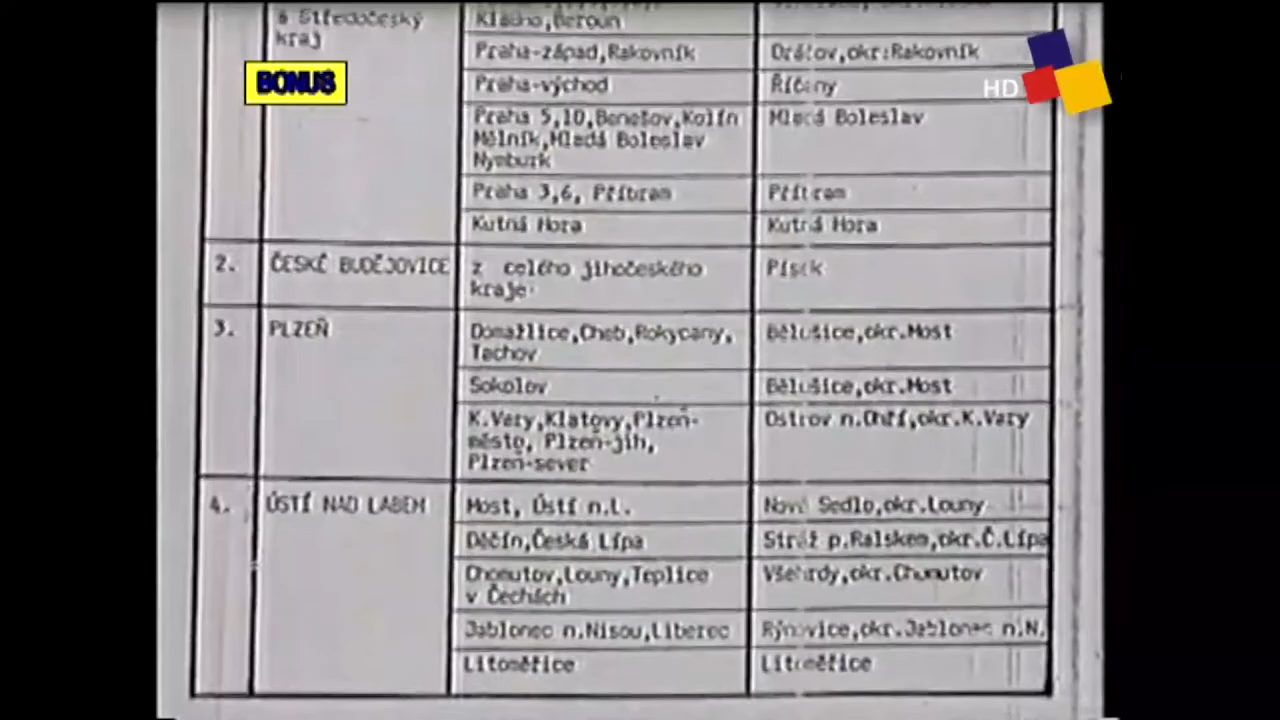 a Středočeský
kraj
Kladno,Beroun
Praha-západ,Rakovník
Drátov,okr.Rakovník
Praha-východ
Říčany
Praha 5,10,Benešov,Kolín
Mělník,Mladá Boleslav
Nymburk
Mladá Boleslav
Praha 3,6, Příbram
Příbram
Kutná Hora
Kutná Hora
2.
ČESKÉ BUDĚJOVICE
z celého jihočeského
kraje
Písek
3.
PLZEŇ
Domažlice,Cheb,Rokycany,
Tachov
Bělušice,okr.Most
Sokolov
Bělušice,okr.Most
K.Vary,Klatovy,Plzeň-
město, Plzeň-jih,
Plzeň-sever
Ostrov n.Ohří,okr.K.Vary
4.
ÚSTÍ NAD LABEM
Most, Ústí n.L.
Nové Sedlo,okr.Louny
Děčín,Česká Lípa
Stráž p.Ralskem,okr.Č.Lípa
Chomutov,Louny,Teplice
v Čechách
Všehrdy,okr.Chomutov
Jablonec n.Nisou,Liberec
Rýnovice,okr.Jablonec n.N.
Litoměřice
Litoměřice
BONUS
HD